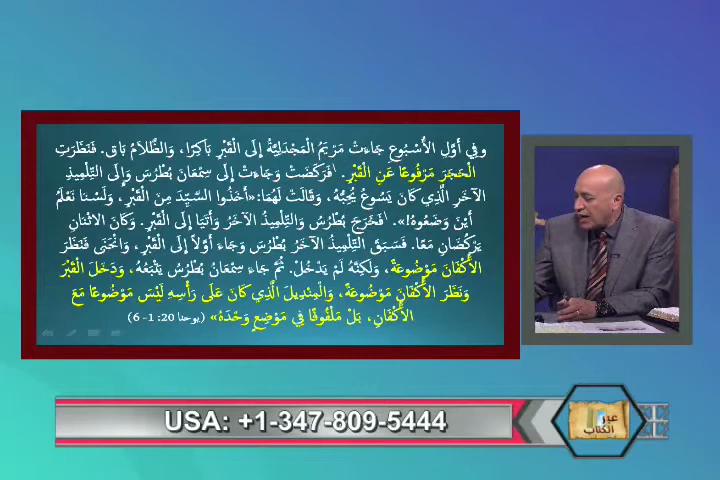 وفِي أَوَّلِ الأُسْبُوعِ جَاءَتْ مَرْيَمُ الْمَجْدَلِيَّةُ إِلَى الْقَبْرِ بَاكِرًا، وَالظَّلاَمُ بَاق. فَنَظَرَتِ
الْحَجَرَ مَرْفُوعًا عَنِ الْقَبْرِ. فَرَكَضَتْ وَجَاءَتْ إِلَى سِمْعَانَ بُطْرُسَ وَإِلَى التِّلْمِيذِ
الآخَرِ الَّذِي كَانَ يَسُوعُ يُحِبُّهُ، وَقَالَتْ لَهُمَا:«أَخَذُوا السَّيِّدَ مِنَ الْقَبْرِ، وَلَسْنَا نَعْلَمُ
أَيْنَ وَضَعُوهُ!». فَخَرَجَ بُطْرُسُ وَالتِّلْمِيذُ الآخَرُ وَأَتَيَا إِلَى الْقَبْرِ. وَكَانَ الاثْنَانِ
يَرْكُضَانِ مَعًا. فَسَبَقَ التِّلْمِيذُ الآخَرُ بُطْرُسَ وَجَاءَ أَوَّلاً إِلَى الْقَبْرِ، وَانْحَنَى فَنَظَرَ
الأَكْفَانَ مَوْضُوعَةً، وَلكِنَّهُ لَمْ يَدْخُلْ. ثُمَّ جَاءَ سِمْعَانُ بُطْرُسُ يَتْبَعُهُ، وَدَخَلَ الْقَبْرَ
وَنَظَرَ الأَكْفَانَ مَوْضُوعَةً، وَالْمِنْدِيلَ الَّذِي كَانَ عَلَى رَأْسِهِ لَيْسَ مَوْضُوعًا مَعَ
الأَكْفَانِ، بَلْ مَلْفُوفًا فِي مَوْضِعٍ وَحْدَهُ» (يوحنا 20: 1- 6)
USA: +1-347-809-5444
عبر
الكتاب